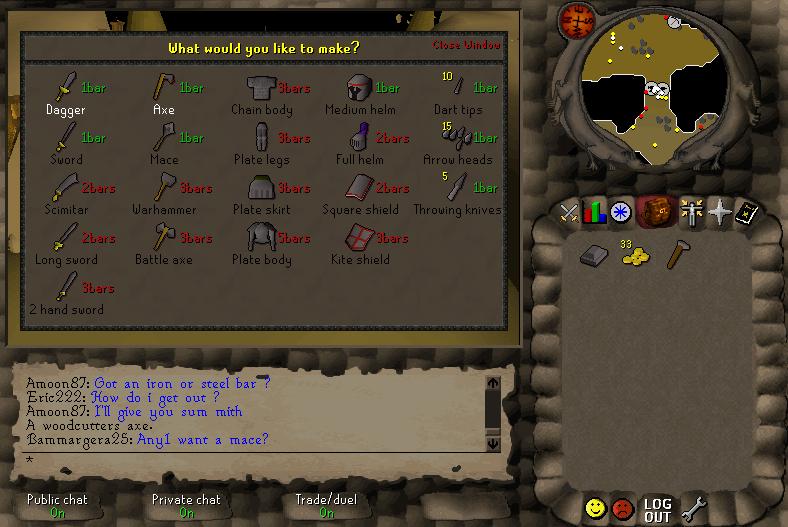 What would you like to make?
Close Window
1bar 1bar 3bars 1bar 10 1bar
Dagger Axe Chain body Medium helm Dart tips
1bar 1bar 3bars 2bars 15 1bar
Sword Mace Plate legs Full helm Arrow heads
2bars 3bars 3bars 2bars 5 1bar
Scimitar Warhammer Plate skirt Square shield Throwing knives
2bars 3bars 5bars 3bars
Long sword Battle axe Plate body Kite shield
3bars
2 hand sword
33
Amoon87: Got an iron or steel bar ?
Eric222: How do i get out ?
Amoon87: I'll give you sum mith
A woodcutters axe.
Bammargera25: Any1 want a mace?
*
Public chat
On
Private chat
On
Trade/duel
On
LOG
OUT